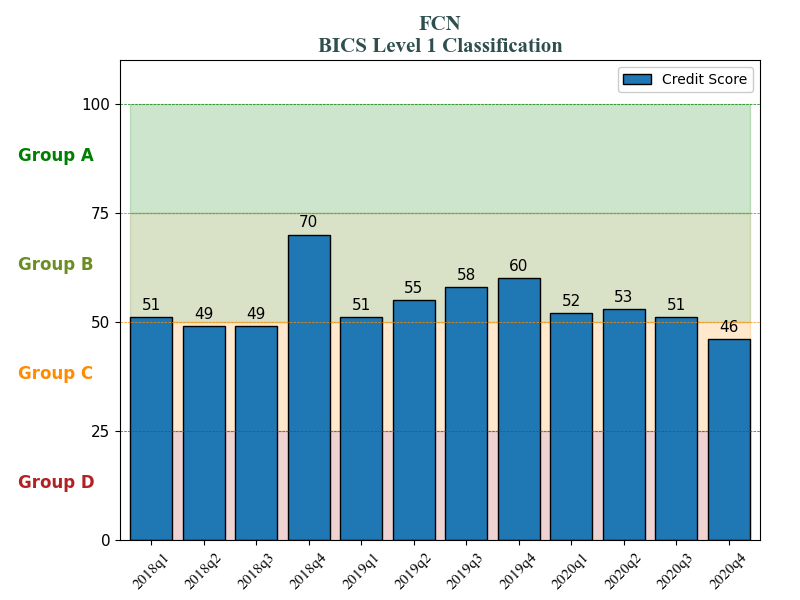 FCN
BICS Level 1 Classification
Credit Score
100
75
50
25
0
Group A
Group B
Group C
Group D
51
49
49
70
51
55
58
60
52
53
51
46
2018q1
2018q2
2018q3
2018q4
2019q1
2019q2
2019q3
2019q4
2020q1
2020q2
2020q3
2020q4